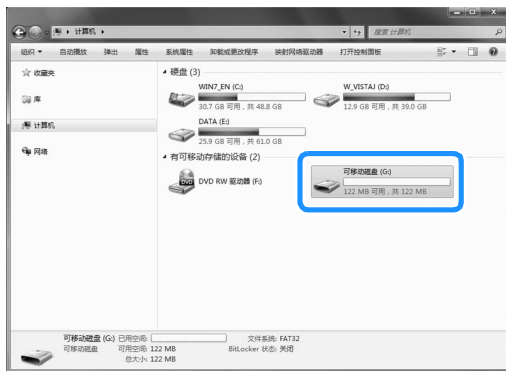 计算机
搜索 计算机
组织 自动播放 弹出 属性 系统属性 卸载或更改程序 映射网络驱动器 打开控制面板
收藏夹
库
计算机
网络
硬盘 (3)
WIN7_EN (C:)
30.7 GB 可用，共 48.8 GB
W_VISTAJ (D:)
12.9 GB 可用，共 39.0 GB
DATA (E:)
25.9 GB 可用，共 61.0 GB
有可移动存储的设备 (2)
DVD RW 驱动器 (F:)
可移动磁盘 (G:)
122 MB 可用，共 122 MB
可移动磁盘 (G:) 已用空间: 文件系统: FAT32
可移动磁盘 可用空间: 122 MB BitLocker 状态: 关闭
总大小: 122 MB